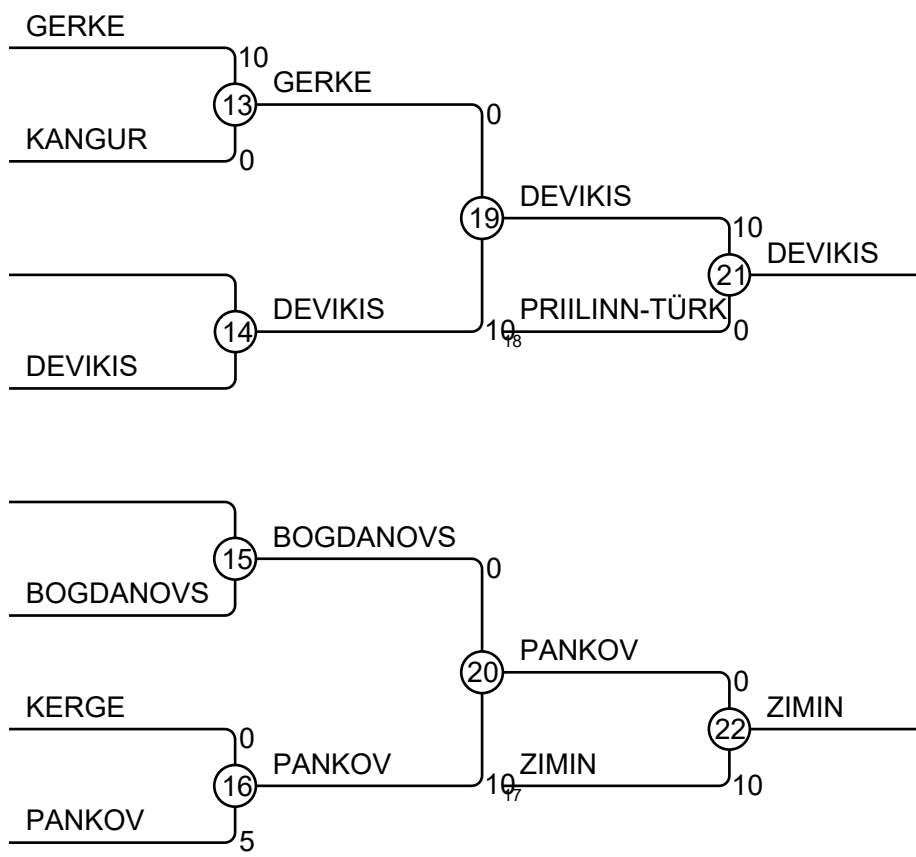 GERKE
10
13
GERKE
0
KANGUR
0
19
DEVIKIS
10
21
DEVIKIS
14
DEVIKIS
10
18
PRIILINN-TÜRK
0
DEVIKIS
15
BOGDANOVS
0
BOGDANOVS
20
PANKOV
0
KERGE
0
22
ZIMIN
16
PANKOV
10
17
ZIMIN
10
PANKOV
5